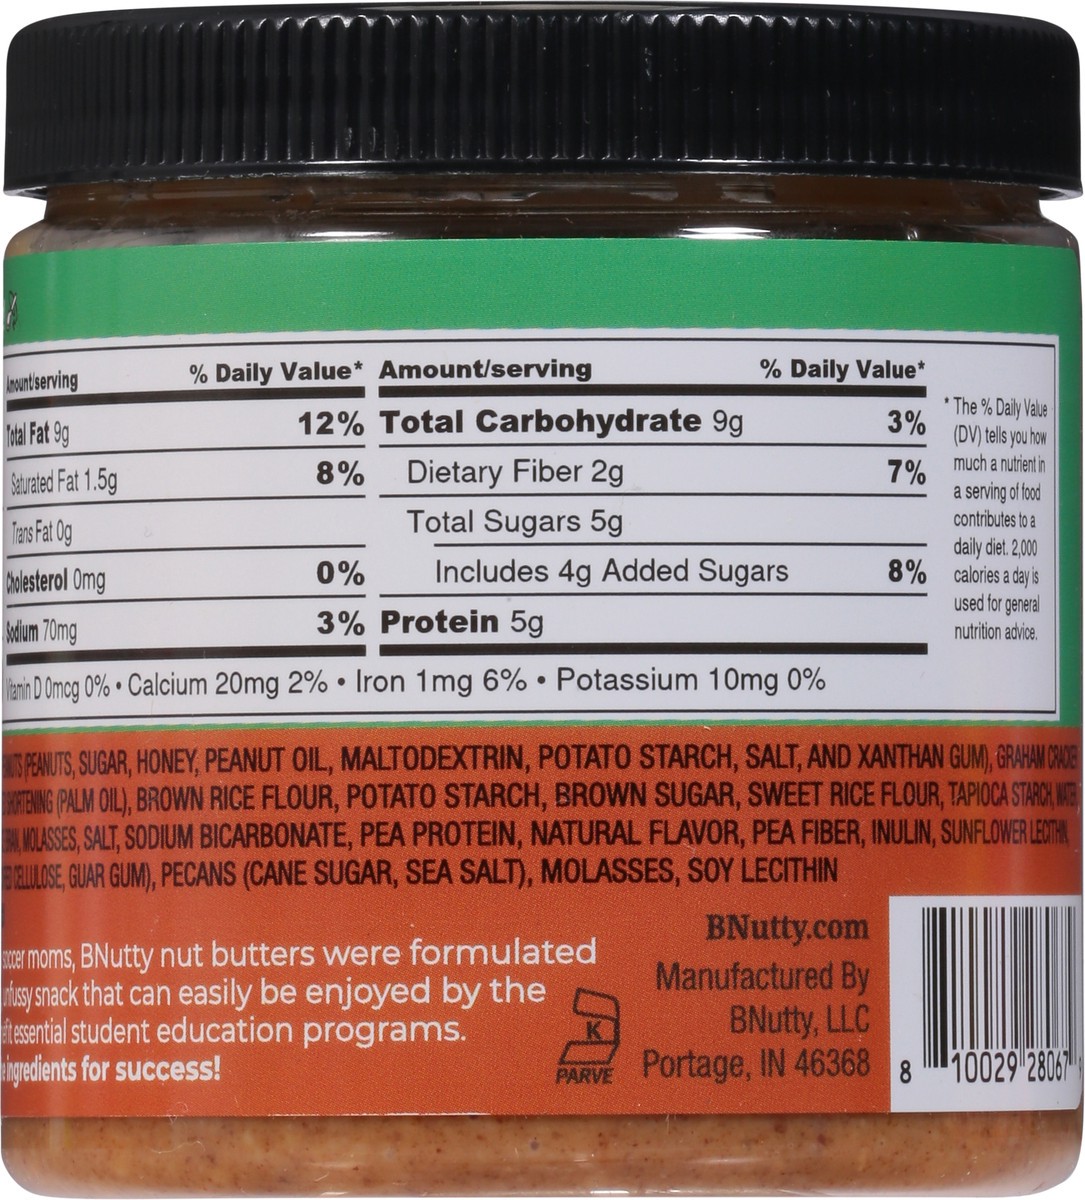 Amount/serving % Daily Value*
Total Fat 9g 12%
Saturated Fat 1.5g 8%
Trans Fat 0g
Cholesterol 0mg 0%
Sodium 70mg 3%
Amount/serving % Daily Value*
Total Carbohydrate 9g 3%
Dietary Fiber 2g 7%
Total Sugars 5g
Includes 4g Added Sugars 8%
Protein 5g
Vitamin D 0mcg 0% • Calcium 20mg 2% • Iron 1mg 6% • Potassium 10mg 0%
* The % Daily Value
(DV) tells you how
much a nutrient in
a serving of food
contributes to a
daily diet. 2,000
calories a day is
used for general
nutrition advice.
(PEANUTS, SUGAR, HONEY, PEANUT OIL, MALTODEXTRIN, POTATO STARCH, SALT, AND XANTHAN GUM), GRAHAM CRACKER
SHORTENING (PALM OIL), BROWN RICE FLOUR, POTATO STARCH, BROWN SUGAR, SWEET RICE FLOUR, TAPIOCA STARCH, WATER,
BRAN, MOLASSES, SALT, SODIUM BICARBONATE, PEA PROTEIN, NATURAL FLAVOR, PEA FIBER, INULIN, SUNFLOWER LECITHIN,
CELLULOSE, GUAR GUM), PECANS (CANE SUGAR, SEA SALT), MOLASSES, SOY LECITHIN
soccer moms, BNutty nut butters were formulated
unfussy snack that can easily be enjoyed by the
essential student education programs.
ingredients for success!
K
PARVE
BNutty.com
Manufactured By
BNutty, LLC
Portage, IN 46368
8 10029 28067